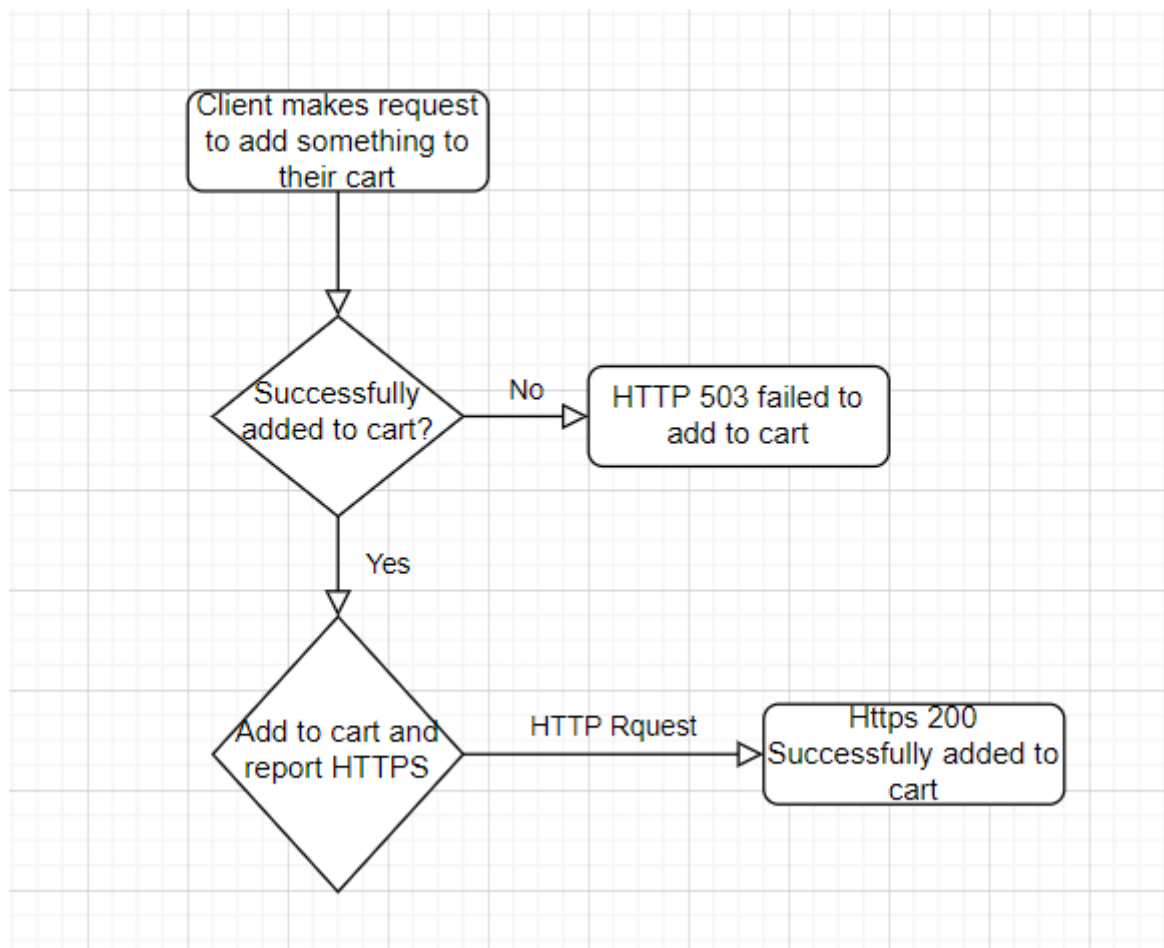 Client makes request
to add something to
their cart
Successfully
added to cart?
No
HTTP 503 failed to
add to cart
Yes
Add to cart and
report HTTPS
HTTP Rquest
Https 200
Successfully added to
cart